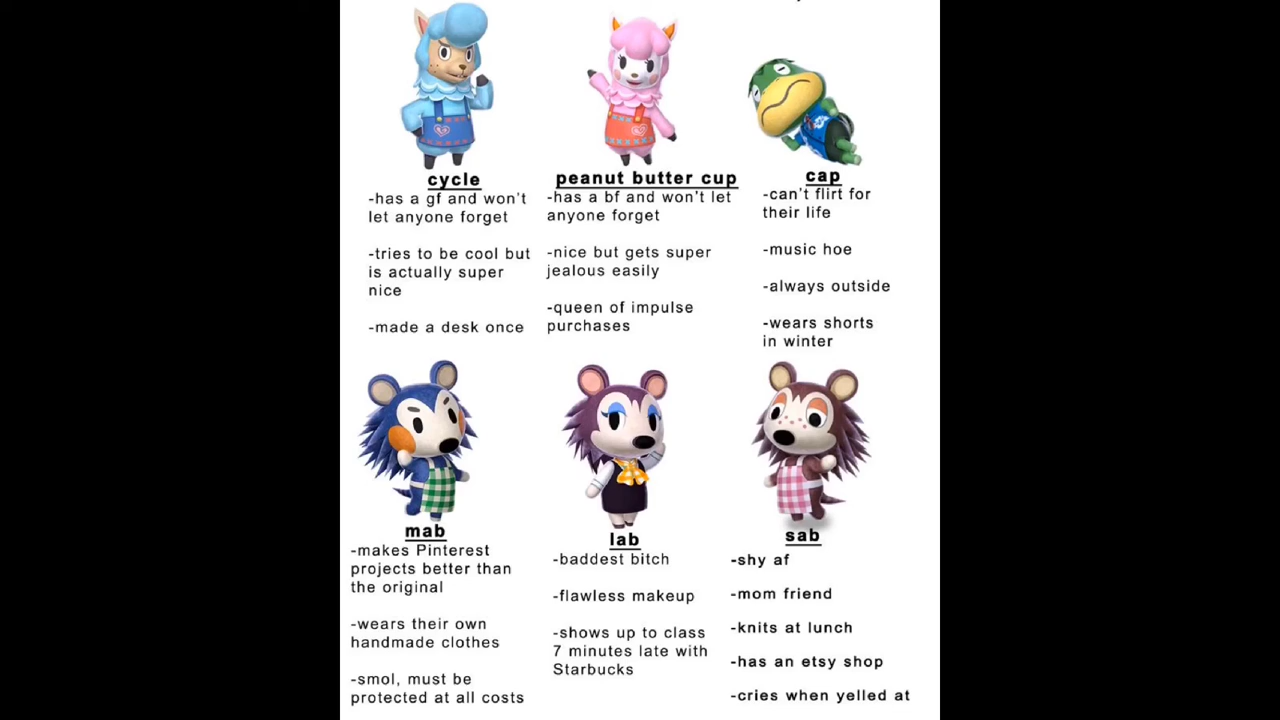 cycle
-has a gf and won't
let anyone forget
-tries to be cool but
is actually super
nice
-made a desk once
peanut butter cup
-has a bf and won't let
anyone forget
-nice but gets super
jealous easily
-queen of impulse
purchases
cap
-can't flirt for
their life
-music hoe
-always outside
-wears shorts
in winter
mab
-makes Pinterest
projects better than
the original
-wears their own
handmade clothes
-smol, must be
protected at all costs
lab
-baddest bitch
-flawless makeup
-shows up to class
7 minutes late with
Starbucks
sab
-shy af
-mom friend
-knits at lunch
-has an etsy shop
-cries when yelled at